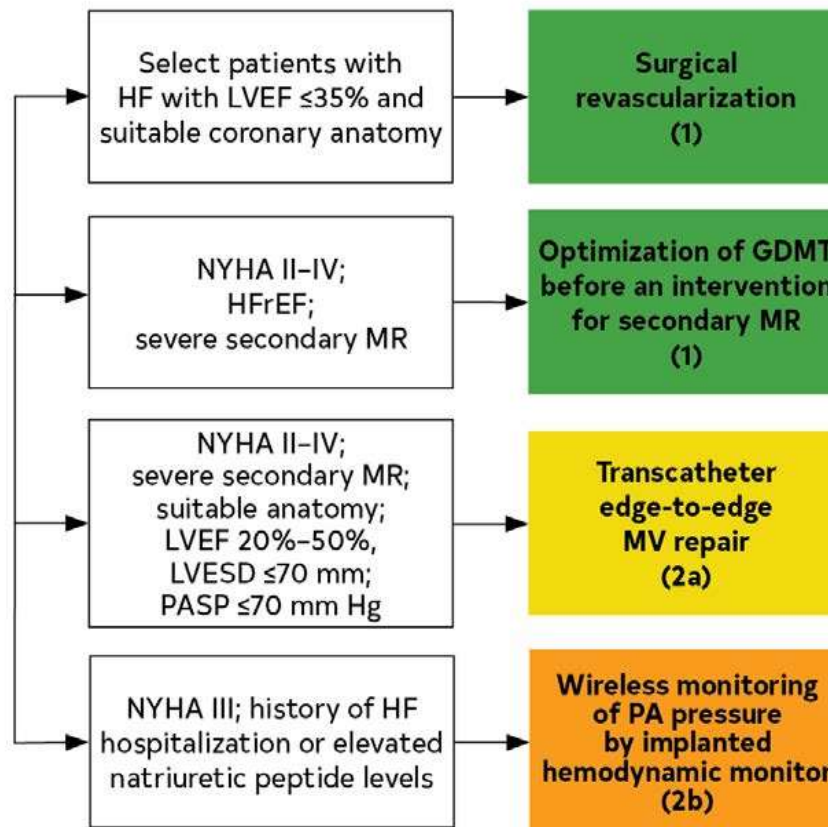 Select patients with
HF with LVEF ≤35% and
suitable coronary anatomy
Surgical
revascularization
(1)
NYHA II–IV;
HFrEF;
severe secondary MR
Optimization of GDMT
before an intervention
for secondary MR
(1)
NYHA II–IV;
severe secondary MR;
suitable anatomy;
LVEF 20%–50%,
LVESD ≤70 mm;
PASP ≤70 mm Hg
Transcatheter
edge-to-edge
MV repair
(2a)
NYHA III; history of HF
hospitalization or elevated
natriuretic peptide levels
Wireless monitoring
of PA pressure
by implanted
hemodynamic monitor
(2b)